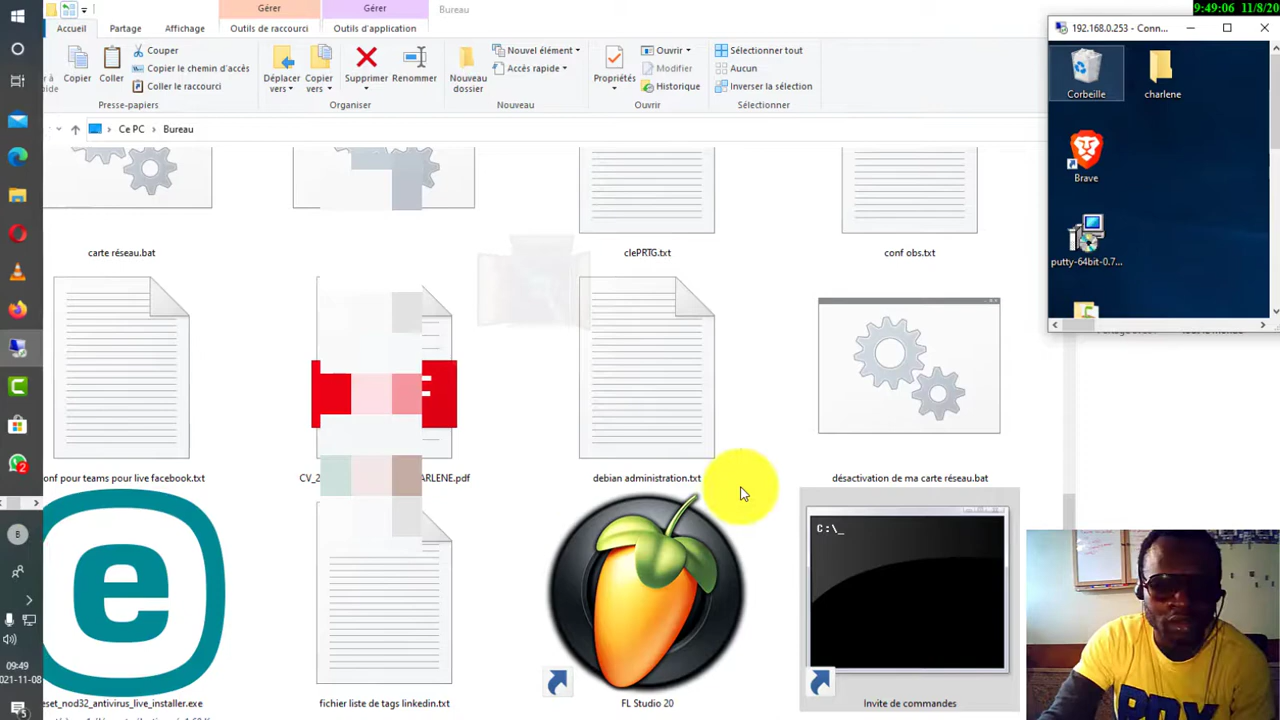 9:49:06 11/8/20
Gérer
Gérer
Bureau
Accueil
Partage
Affichage
Outils de raccourci
Outils d'application
192.168.0.253 - Conn...
Copier
Coller
Couper
Copier le chemin d'accès
Coller le raccourci
Déplacer vers
Copier vers
Supprimer
Renommer
Nouveau dossier
Nouvel élément
Accès rapide
Propriétés
Ouvrir
Modifier
Historique
Sélectionner tout
Aucun
Inverser la sélection
Presse-papiers
Organiser
Nouveau
Ouvrir
Sélectionner
Corbeille
charlene
Ce PC
Bureau
Brave
putty-64bit-0.7...
carte réseau.bat
clePRTG.txt
conf obs.txt
onf pour teams pour live facebook.txt
CV_2
ARLENE.pdf
debian administration.txt
désactivation de ma carte réseau.bat
C:\_
e
eset_nod32_antivirus_live_installer.exe
fichier liste de tags linkedin.txt
FL Studio 20
Invite de commandes
2
B
09:49
2021-11-08
5